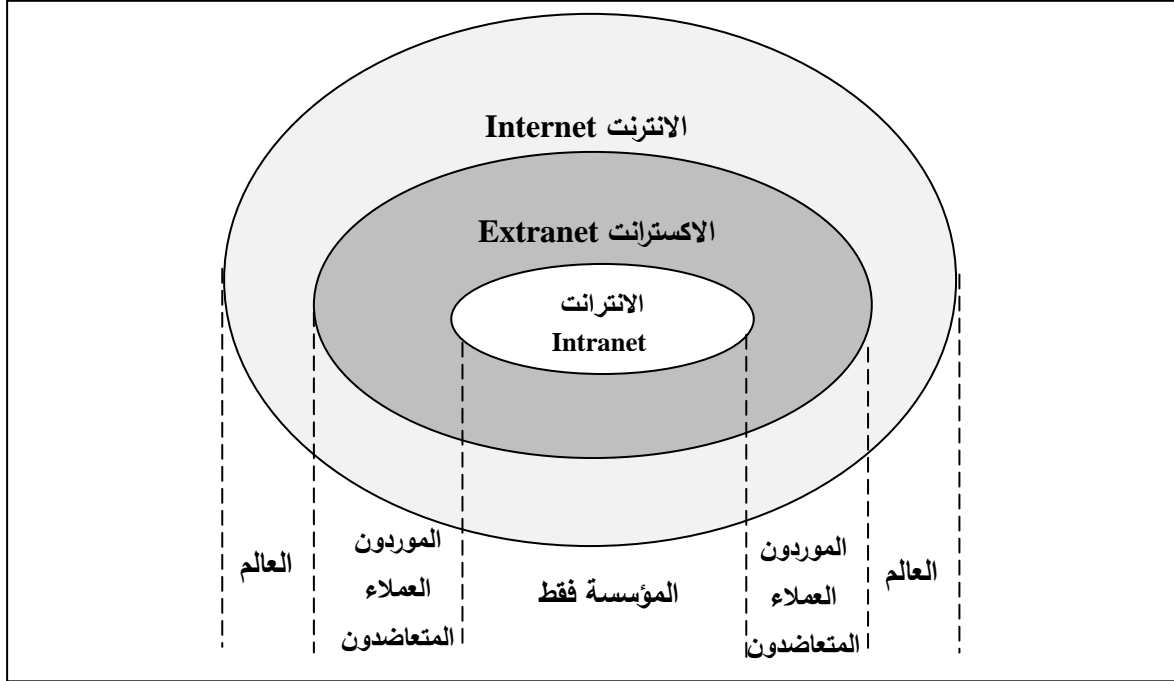 الانترنت Internet
الاكسترانت Extranet
الانترانت
Intranet
العالم
الموردون
العملاء
المتعاضدون
المؤسسة فقط
الموردون
العملاء
المتعاضدون
العالم